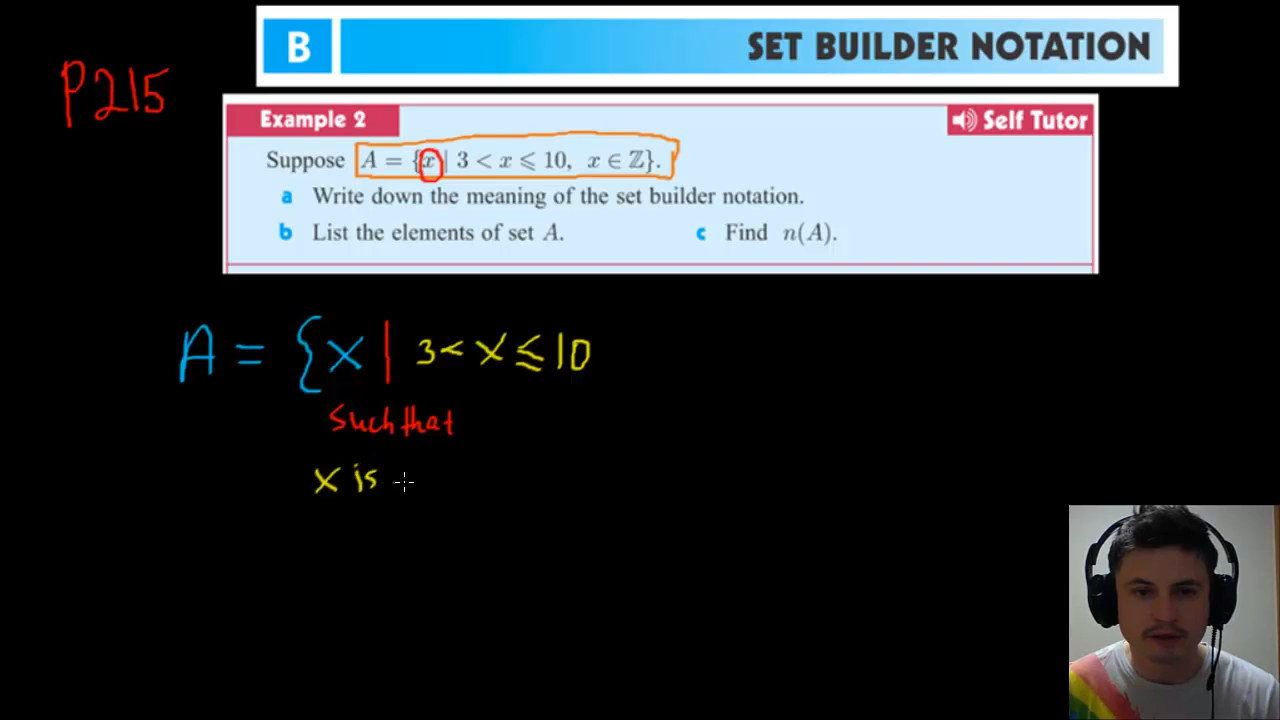 B SET BUILDER NOTATION
P215
Example 2 Self Tutor
Suppose A = {x | 3 < x ⩽ 10, x ∈ ℤ}.
a Write down the meaning of the set builder notation.
b List the elements of set A. c Find n(A).
A = {x | 3 < x ≤ 10
Such that
x is